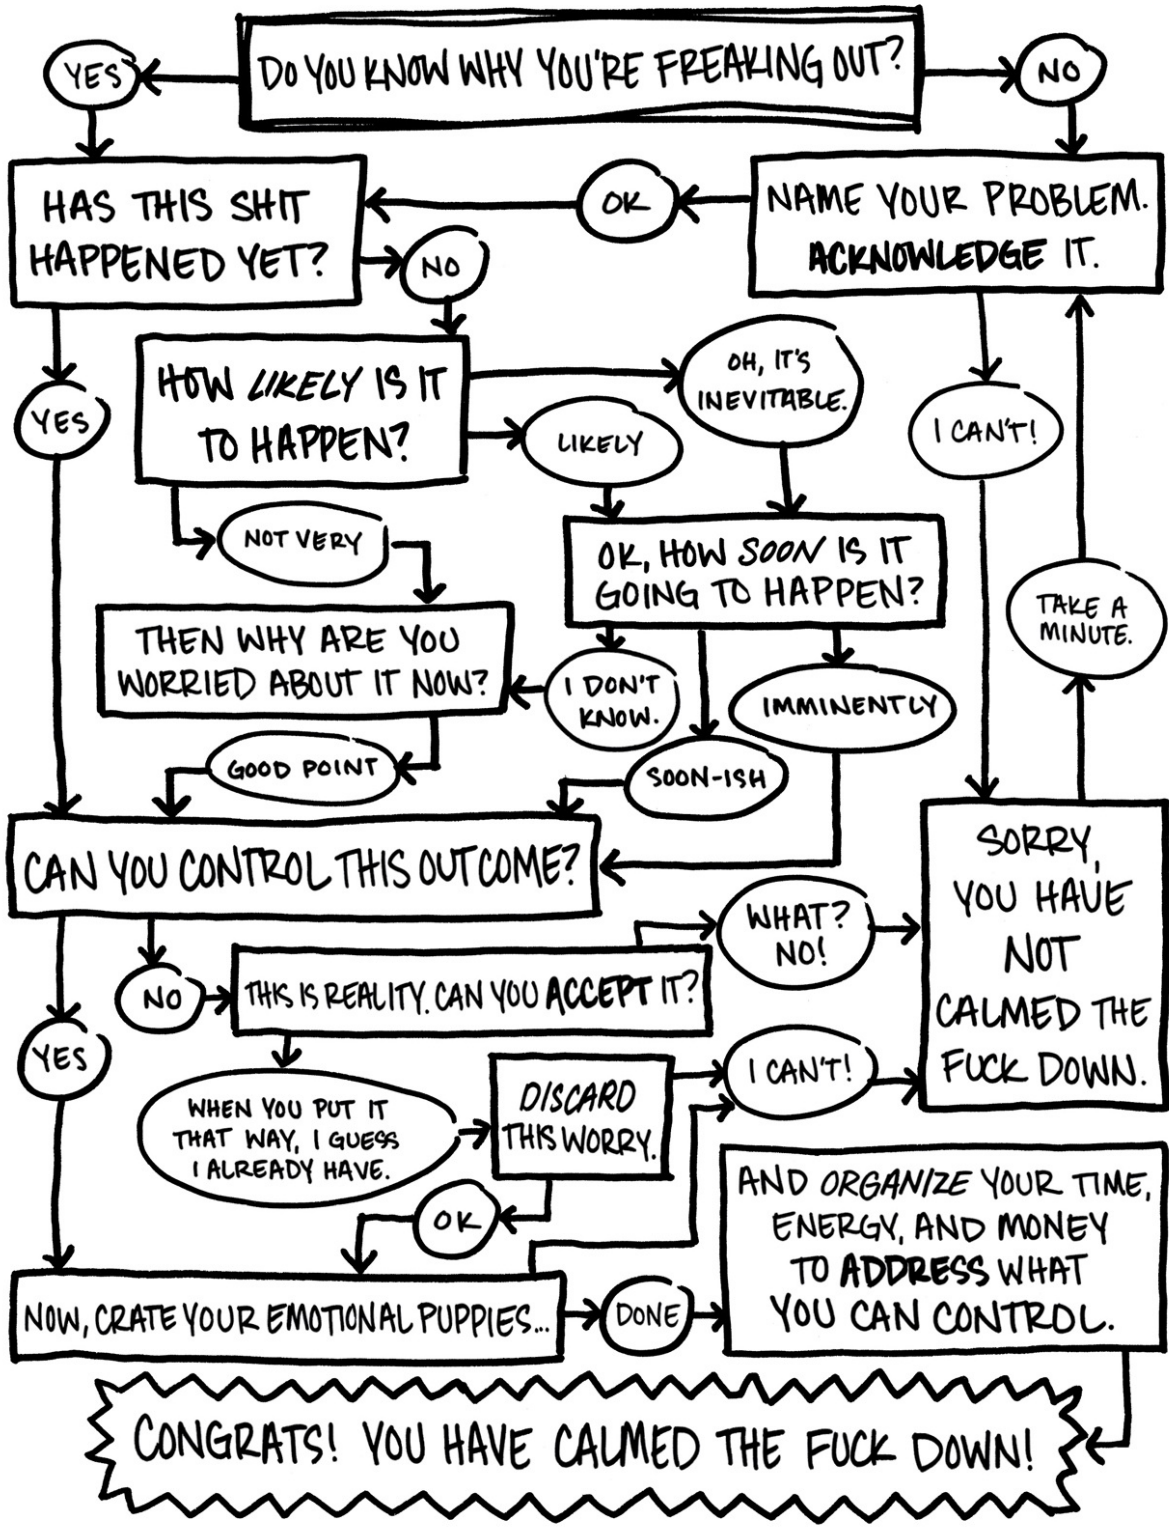 DO YOU KNOW WHY YOU'RE FREAKING OUT?
YES
NO
HAS THIS SHIT
HAPPENED YET?
OK
NAME YOUR PROBLEM.
ACKNOWLEDGE IT.
NO
HOW LIKELY IS IT
TO HAPPEN?
OH, IT'S
INEVITABLE.
YES
LIKELY
I CAN'T!
NOT VERY
OK, HOW SOON IS IT
GOING TO HAPPEN?
TAKE A
MINUTE.
THEN WHY ARE YOU
WORRIED ABOUT IT NOW?
I DON'T
KNOW.
IMMINENTLY
GOOD POINT
SOON-ISH
CAN YOU CONTROL THIS OUTCOME?
SORRY,
YOU HAVE
NOT
CALMED THE
FUCK DOWN.
WHAT?
NO!
NO
THIS IS REALITY. CAN YOU ACCEPT IT?
YES
I CAN'T!
WHEN YOU PUT IT
THAT WAY, I GUESS
I ALREADY HAVE.
DISCARD
THIS WORRY.
OK
AND ORGANIZE YOUR TIME,
ENERGY, AND MONEY
TO ADDRESS WHAT
YOU CAN CONTROL.
NOW, CRATE YOUR EMOTIONAL PUPPIES...
DONE
CONGRATS! YOU HAVE CALMED THE FUCK DOWN!